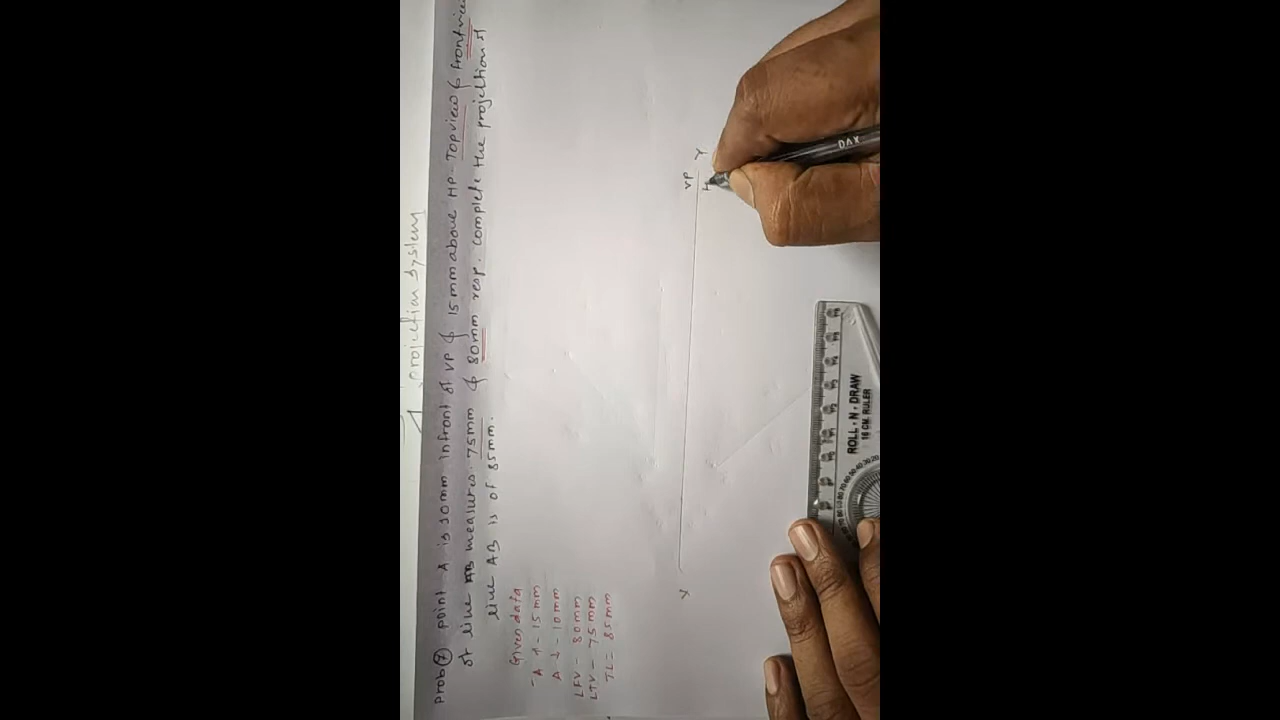 projection system
prob 7 point A is 10mm infront of VP & 15mm above HP. Topview & frontview
of line AB measures 75mm & 80mm resp. complete the projection of
line AB is of 85mm.
Given data
A ↑ - 15mm
A ↓ - 10mm
LFV - 80mm
LTV - 75mm
TL = 85mm
X
VP
Y
DAX
ROLL-N-DRAW
16 CM. RULER